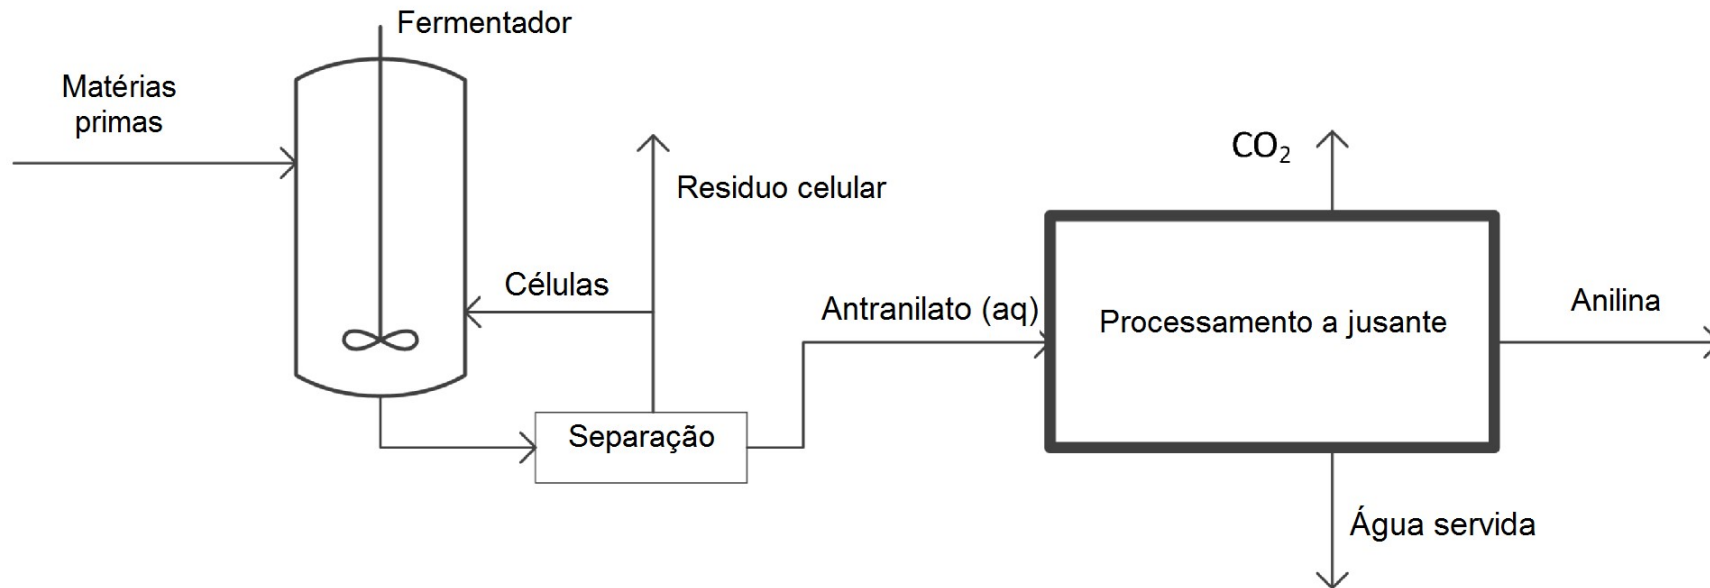 Fermentador
Matérias
primas
Residuo celular
Células
Separação
Antranilato (aq)
CO₂
Processamento a jusante
Anilina
Água servida